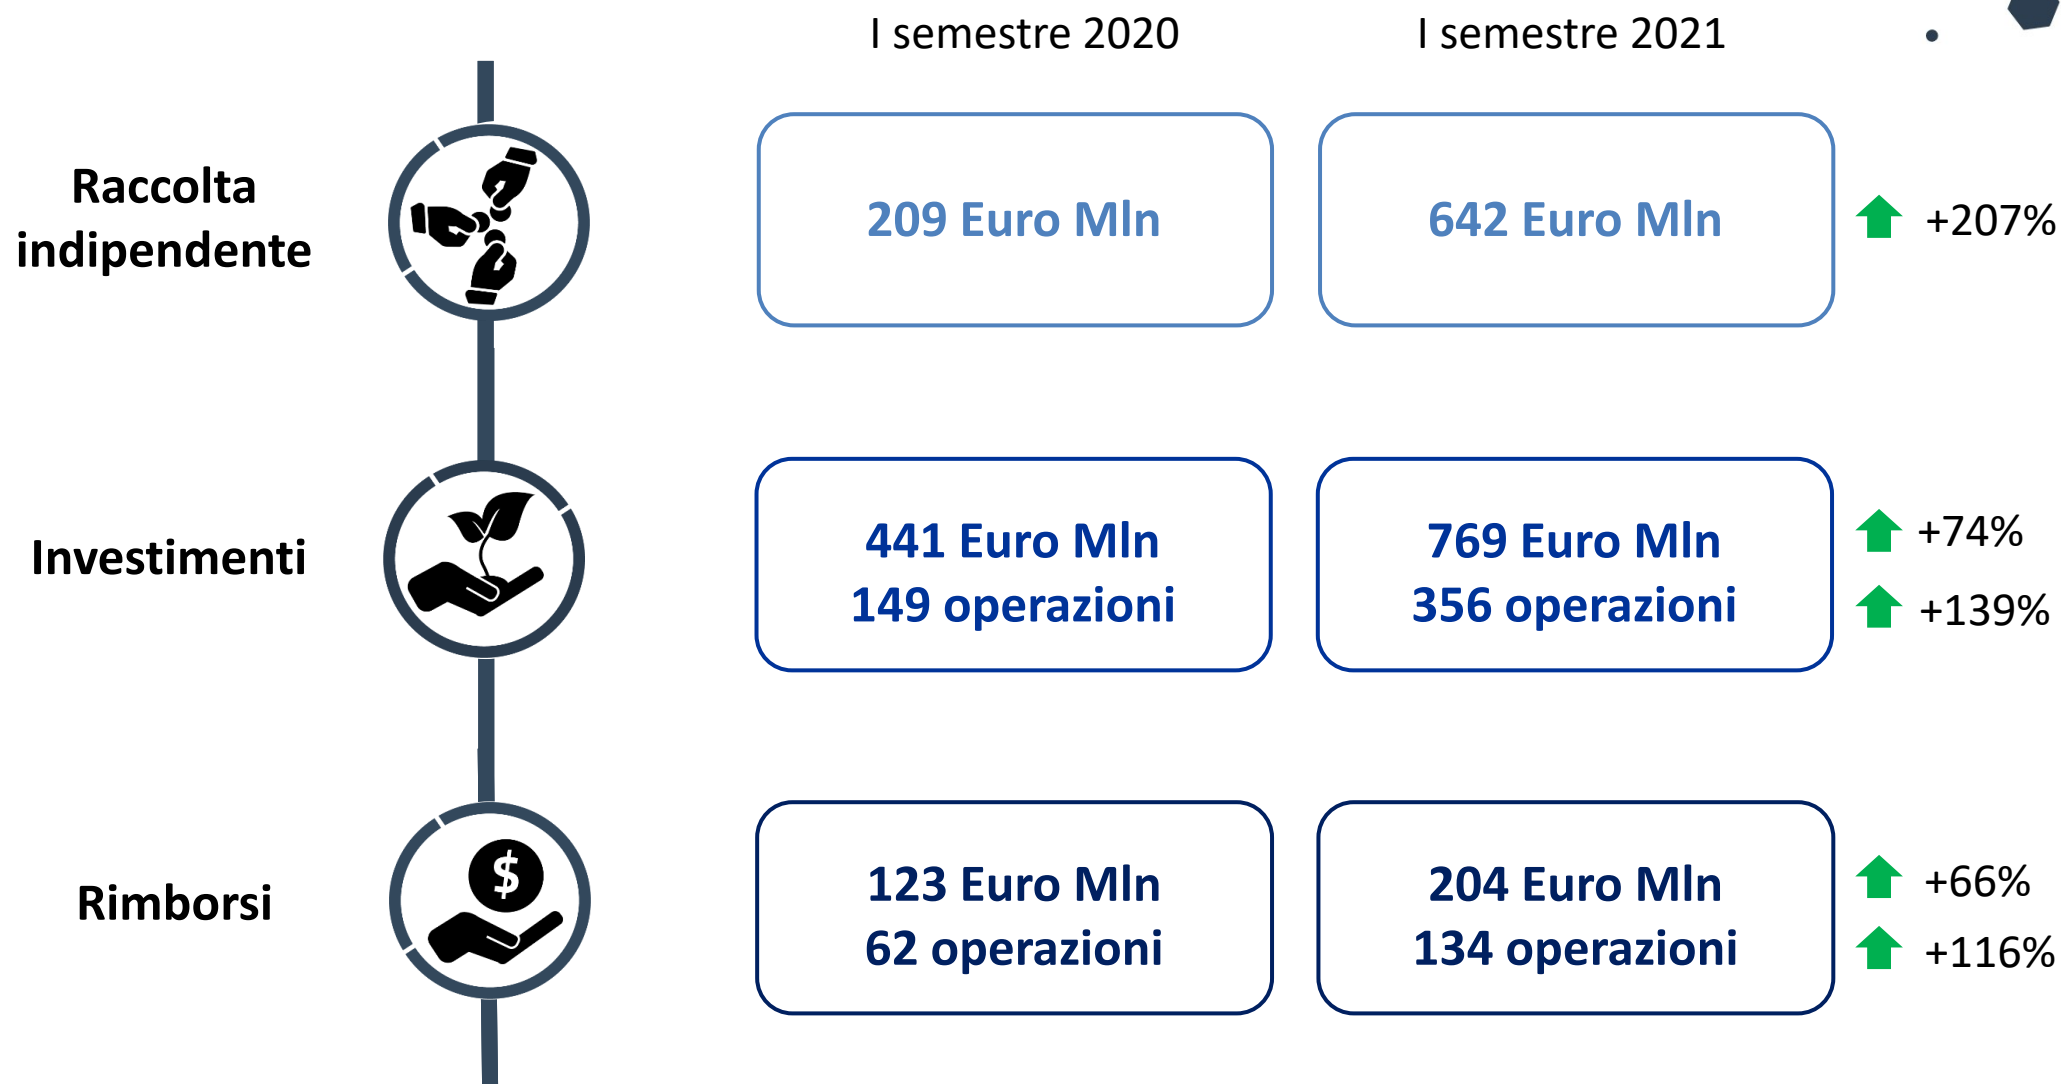 I semestre 2020
I semestre 2021
Raccolta
indipendente
209 Euro Mln
642 Euro Mln
+207%
Investimenti
441 Euro Mln
149 operazioni
769 Euro Mln
356 operazioni
+74%
+139%
Rimborsi
$
123 Euro Mln
62 operazioni
204 Euro Mln
134 operazioni
+66%
+116%